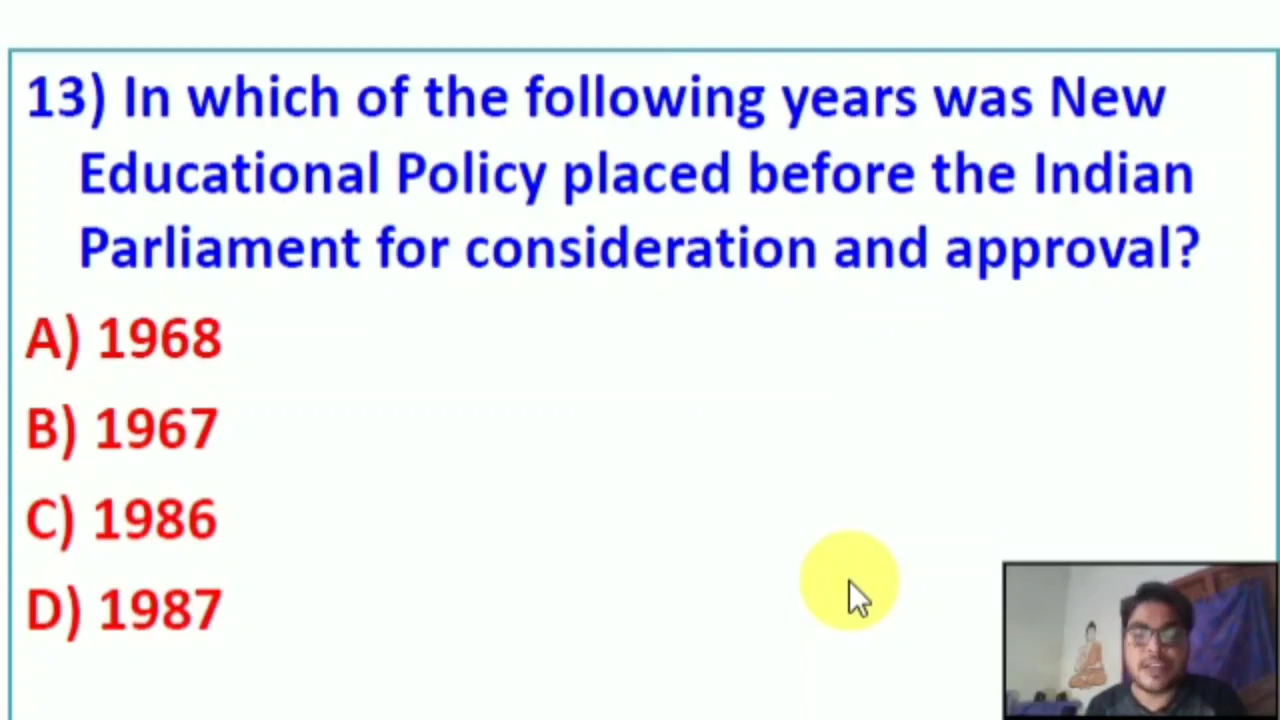 13) In which of the following years was New
Educational Policy placed before the Indian
Parliament for consideration and approval?
A) 1968
B) 1967
C) 1986
D) 1987